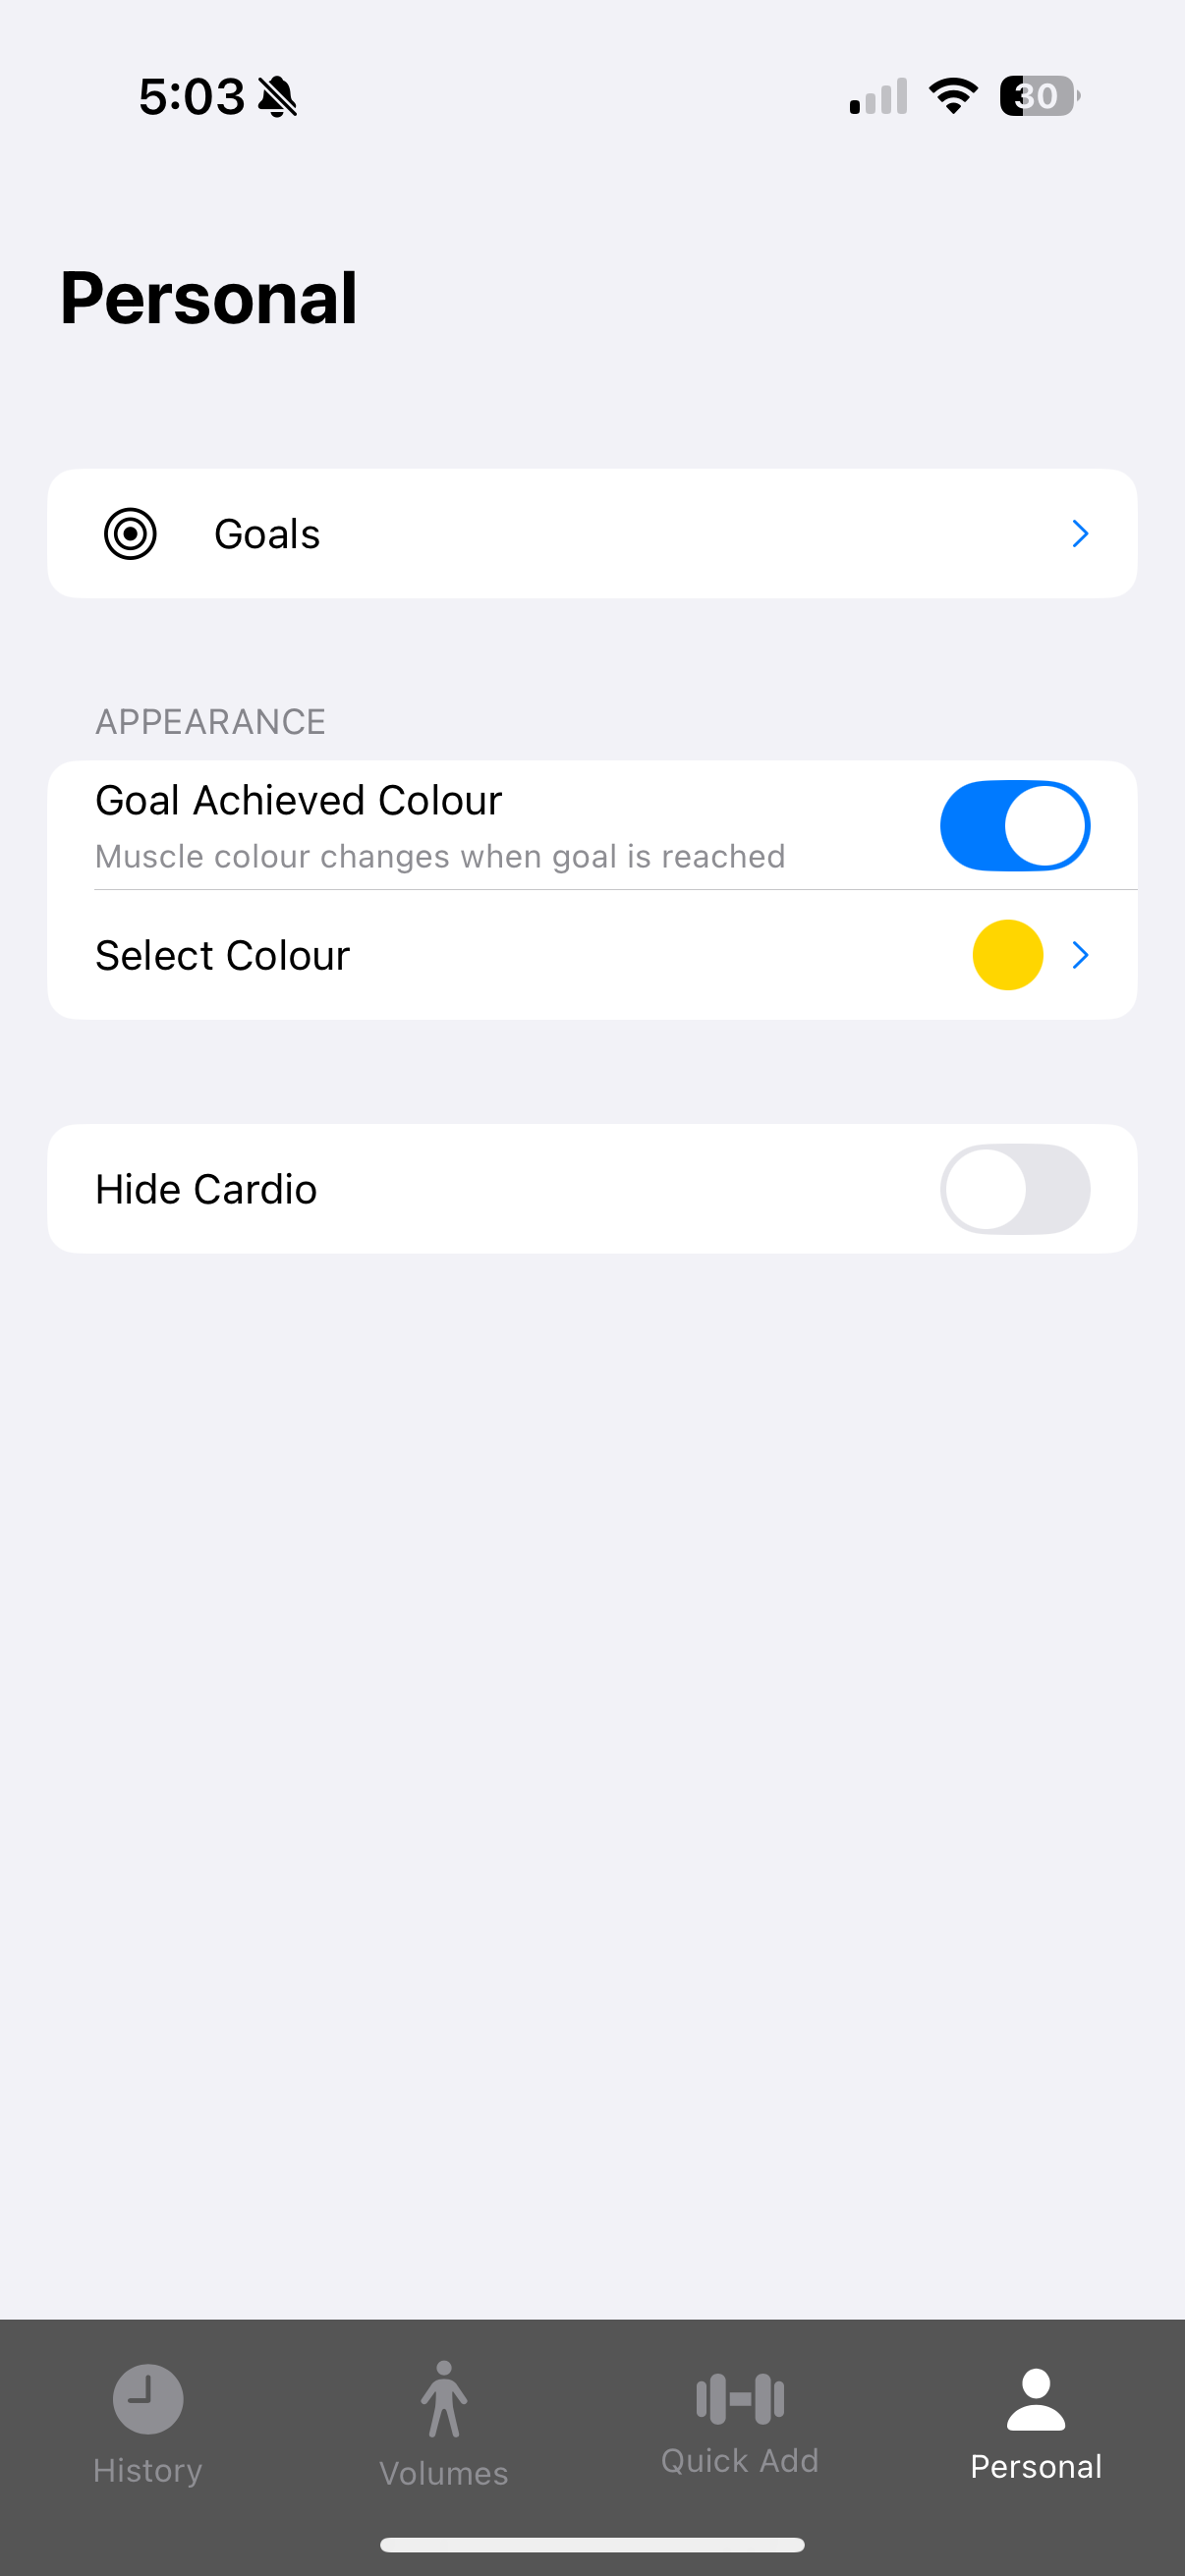 5:03
30
Personal
Goals
APPEARANCE
Goal Achieved Colour
Muscle colour changes when goal is reached
Select Colour
Hide Cardio
History
Volumes
Quick Add
Personal